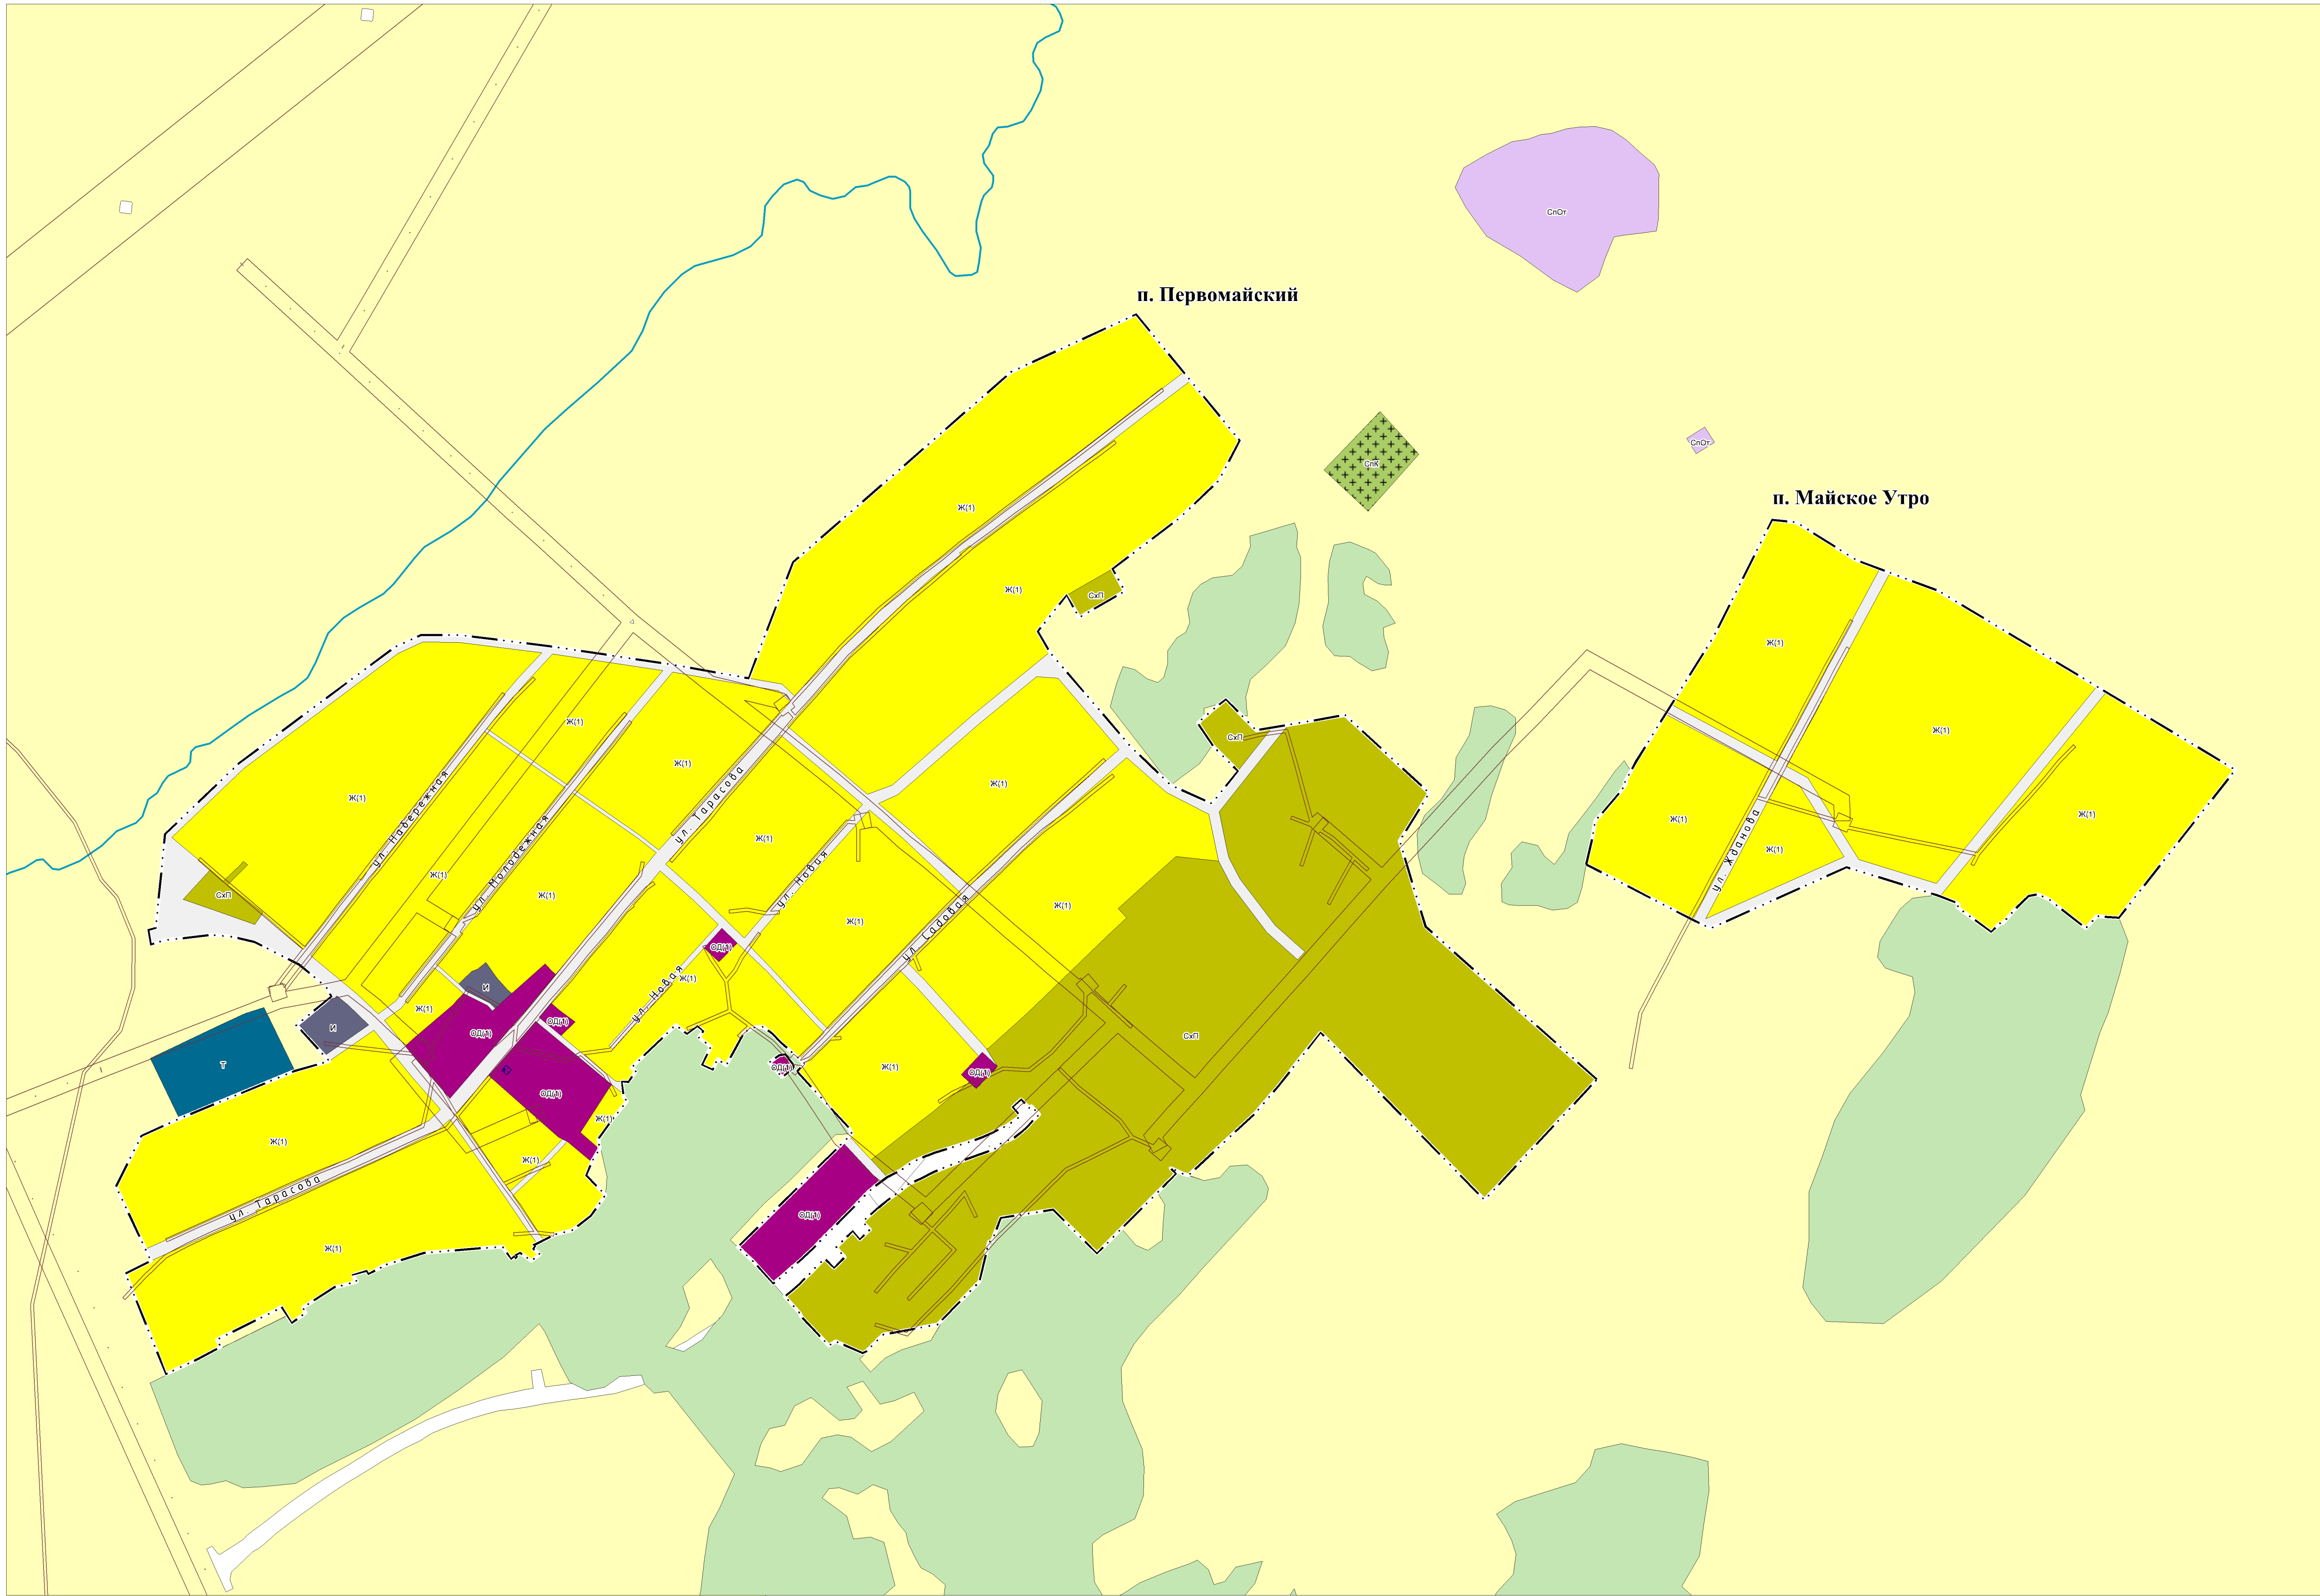 СпОт
п. Первомайский
СпОт
СпК
п. Майское Утро
Ж(1)
Ж(1)
СхП
Ж(1)
Ж(1)
Ж(1)
СхП
Ж(1)
Ж(1)
Ж(1)
ул. Набережная
ул. Тарасова
Ж(1)
Ж(1)
Ж(1)
Ж(1)
ул. Молодежная
ул. Новая
Ж(1)
ул. Жданова
Ж(1)
Ж(1)
СхП
Ж(1)
Ж(1)
Ж(1)
ул. Садовая
ОД(1)
Ж(1)
ул. Новая
И
Ж(1)
ОД(1)
И
ОД(1)
СхП
Т
ОД(1)
Ж(1)
ОД(1)
ОД(1)
Ж(1)
Ж(1)
Ж(1)
ул. Тарасова
ОД(1)
Ж(1)